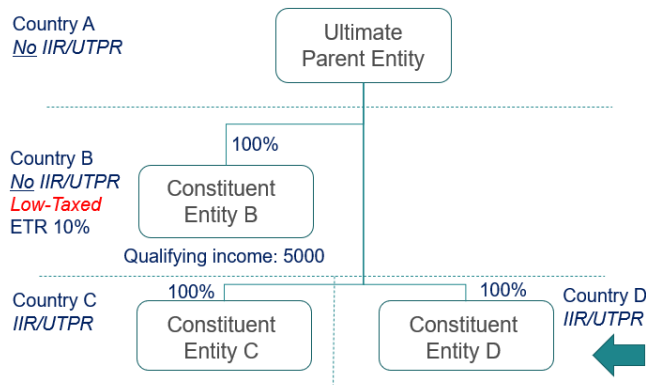 Country A
No IIR/UTPR
Ultimate
Parent Entity
100%
Country B
No IIR/UTPR
Low-Taxed
ETR 10%
Constituent
Entity B
Qualifying income: 5000
Country C
IIR/UTPR
100%
Constituent
Entity C
100%
Constituent
Entity D
Country D
IIR/UTPR